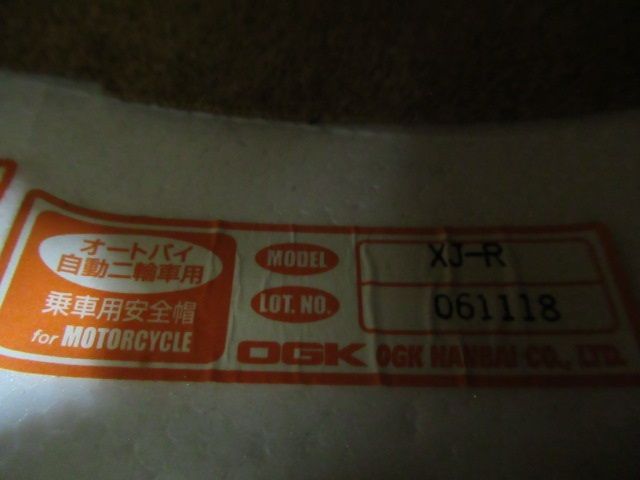 オートバイ
自動二輪車用
乗車用安全帽
for MOTORCYCLE
MODEL XJ-R
LOT. NO. 061118
OGK OGK HANBAI CO., LTD.